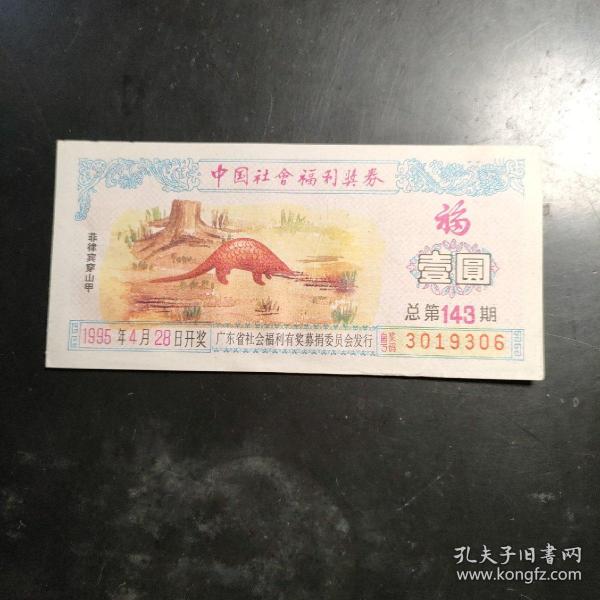 中国社會福利奖券
福
菲律宾穿山甲
壹圓
总第143期
1995年4月28日开奖
广东省社会福利有奖募捐委员会发行
3019306
孔夫子旧書网
www.kongfz.com